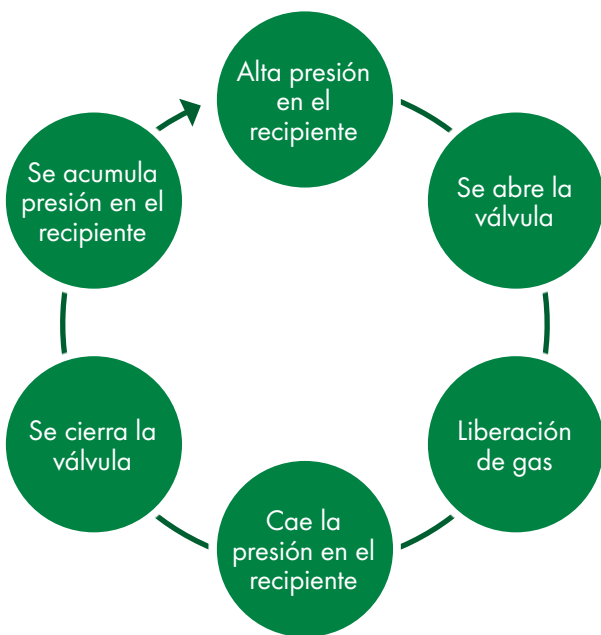 Alta presión
en el
recipiente
Se abre la
válvula
Liberación
de gas
Cae la
presión en el
recipiente
Se cierra la
válvula
Se acumula
presión en el
recipiente